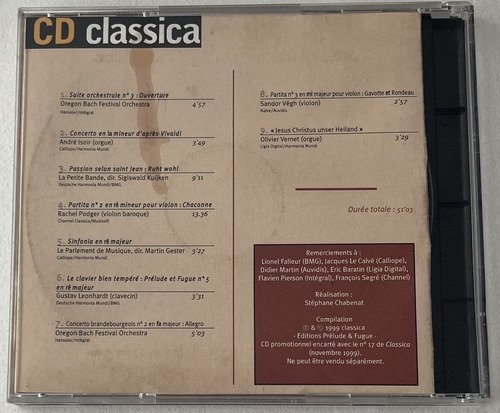 CD classica
1. Suite orchestrale n° 3 : Ouverture
Oregon Bach Festival Orchestra 4'57
Hänssler/Intégral
2. Concerto en la mineur d'après Vivaldi
André Isoir (orgue) 3'49
Calliope/Harmonia Mundi
3. Passion selon saint Jean : Ruht wohl
La Petite Bande, dir. Sigiswald Kuijken 9'11
Deutsche Harmonia Mundi/BMG
4. Partita n° 2 en ré mineur pour violon : Chaconne
Rachel Podger (violon baroque) 13.36
Channel Classics/Musisoft
5. Sinfonia en ré majeur
Le Parlement de Musique, dir. Martin Gester 3'27
Calliope/Harmonia Mundi
6. Le clavier bien tempéré : Prélude et Fugue n° 5
en ré majeur
Gustav Leonhardt (clavecin) 3'31
Deutsche Harmonia Mundi/BMG
7. Concerto brandebourgeois n° 2 en fa majeur : Allegro
Oregon Bach Festival Orchestra 5'03
Hänssler/Intégral
8. Partita n° 3 en mi majeur pour violon : Gavotte et Rondeau
Sandor Végh (violon) 2'57
Naïve/Auvidis
9. « Jesus Christus unser Heiland »
Olivier Vernet (orgue) 3'29
Ligia Digital/Harmonia Mundi
Durée totale : 51'03
Remerciements à :
Lionel Falleur (BMG), Jacques Le Calvé (Calliope),
Didier Martin (Auvidis), Eric Baratin (Ligia Digital),
Flavien Pierson (Intégral), François Segré (Channel)
Réalisation :
Stéphane Chabenat
Compilation
℗ & © 1999 classica
- Editions Prélude & Fugue -
CD promotionnel encarté avec le n° 17 de Classica
(novembre 1999).
Ne peut être vendu séparément.